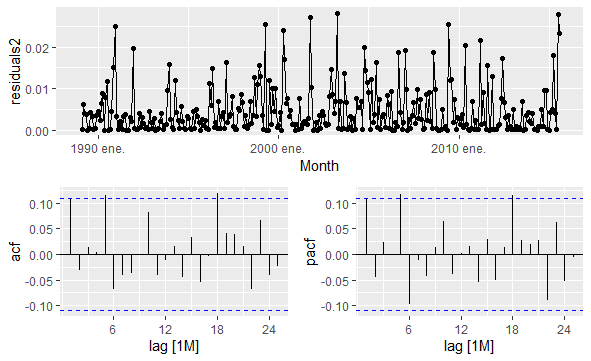 residuals2
0.02
0.01
0.00
1990 ene.
2000 ene.
2010 ene.
Month
acf
0.10
0.05
0.00
-0.05
-0.10
6
12
18
24
lag [1M]
pacf
0.10
0.05
0.00
-0.05
-0.10
6
12
18
24
lag [1M]